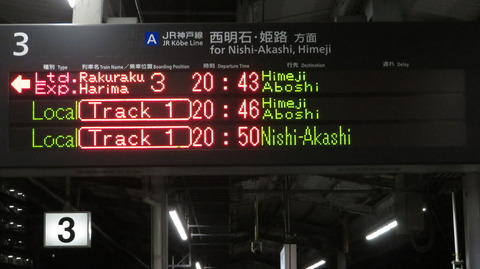 3
A JR神戸線 西明石・姫路 方面
JR Kōbe Line for Nishi-Akashi, Himeji
種別 Type 列車名 Train Name / 乗車位置 Boarding Position 時刻 Departure Time 行先 Destination 遅れ Delay
Ltd. Exp. Rakuraku Harima 3 20:43 Himeji Aboshi
Local Track 1 20:46 Himeji Aboshi
Local Track 1 20:50 Nishi-Akashi
3